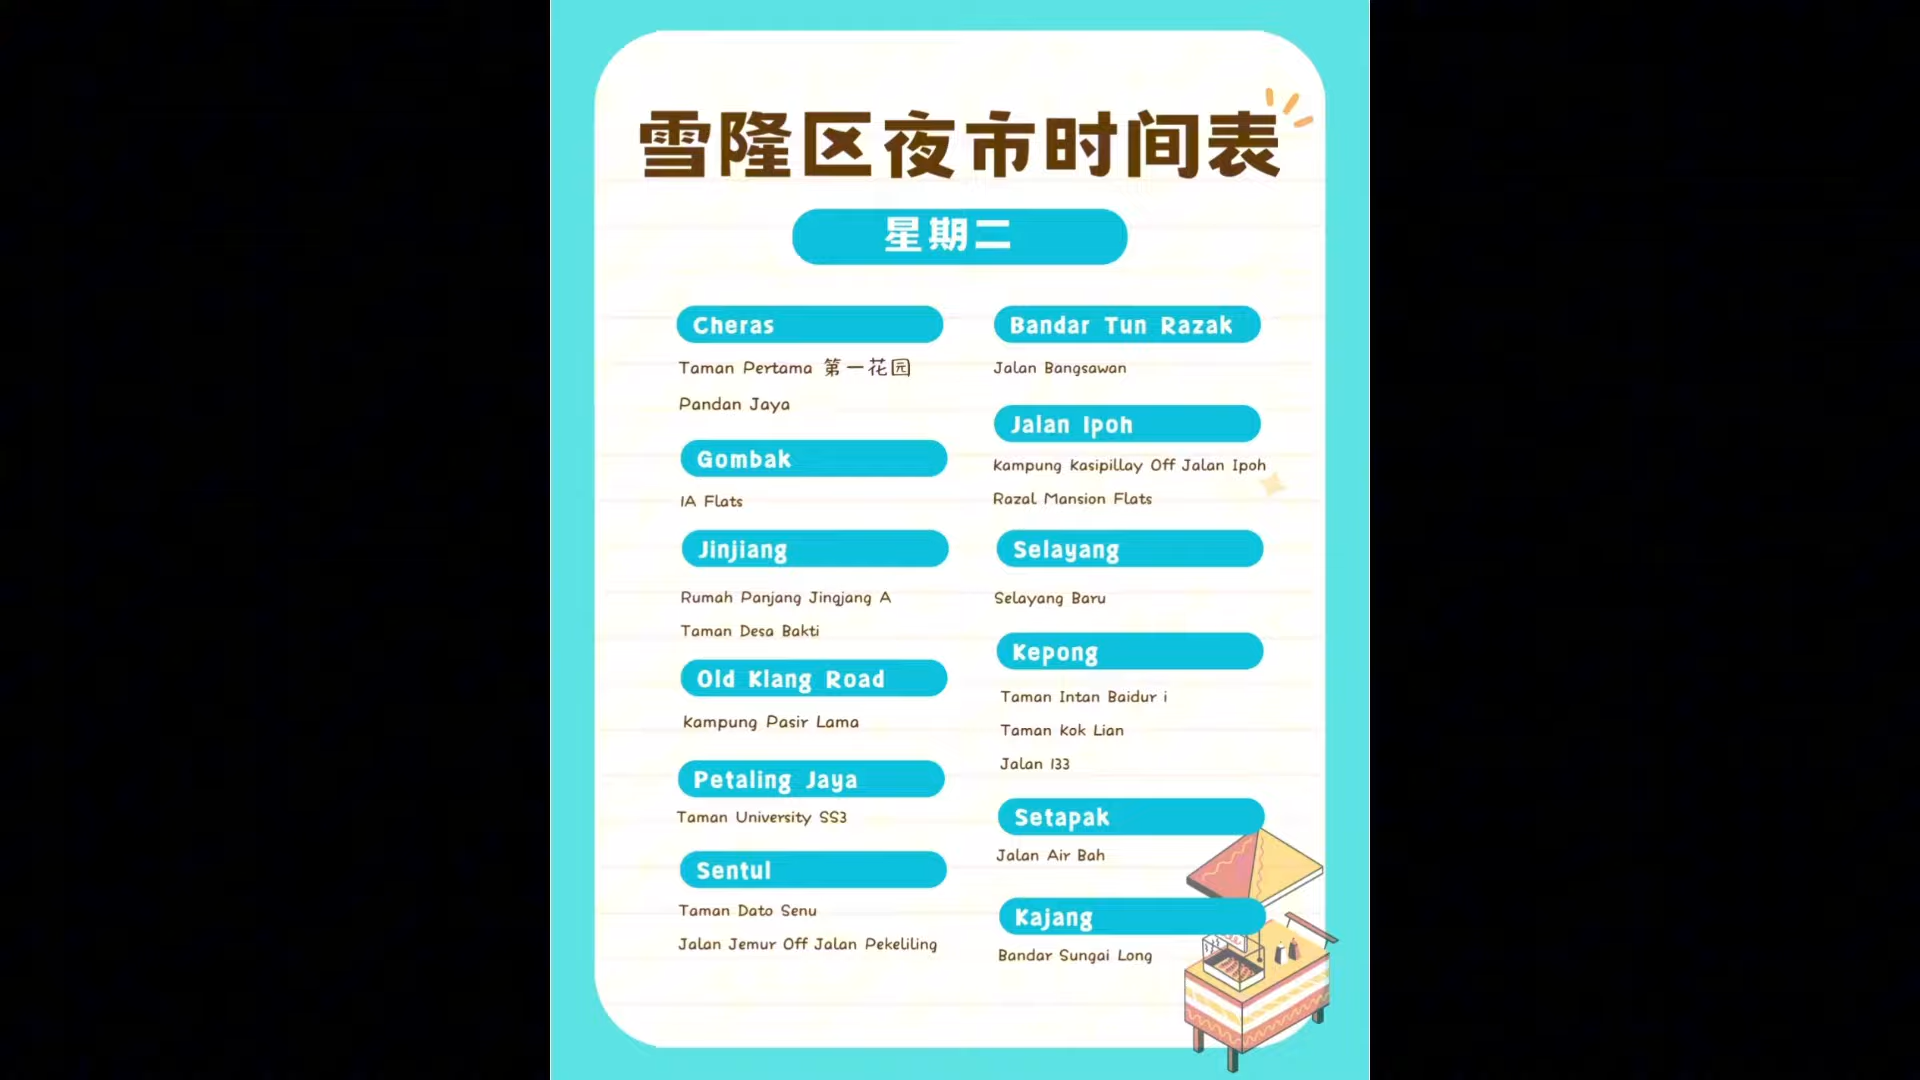 雪隆区夜市时间表
星期二
Cheras
Taman Pertama 第一花园
Pandan Jaya
Gombak
1A Flats
Jinjiang
Rumah Panjang Jingjang A
Taman Desa Bakti
Old Klang Road
Kampung Pasir Lama
Petaling Jaya
Taman University SS3
Sentul
Taman Dato Senu
Jalan Jemur Off Jalan Pekeliling
Bandar Tun Razak
Jalan Bangsawan
Jalan Ipoh
Kampung Kasipillay Off Jalan Ipoh
Razal Mansion Flats
Selayang
Selayang Baru
Kepong
Taman Intan Baidur i
Taman Kok Lian
Jalan 133
Setapak
Jalan Air Bah
Kajang
Bandar Sungai Long